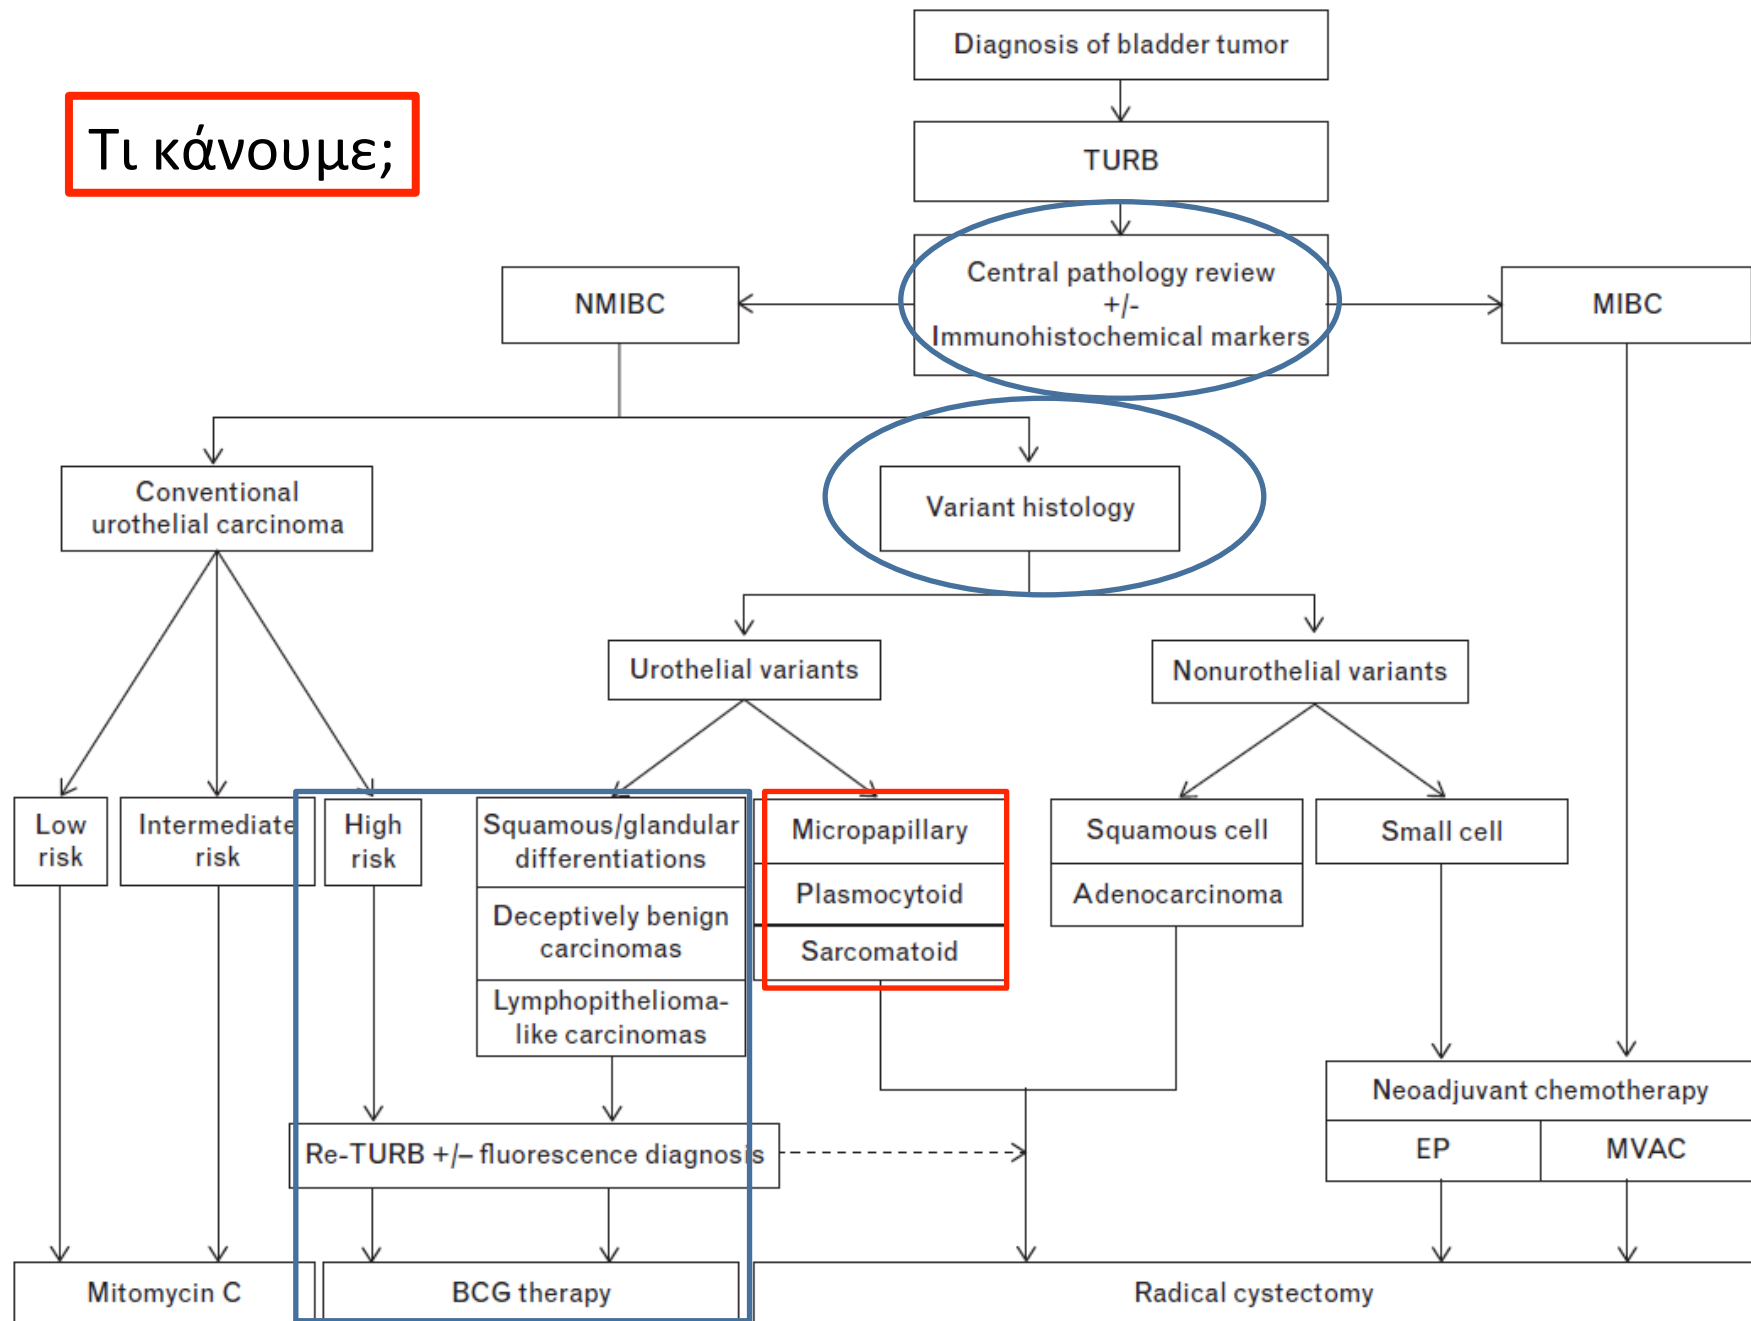 Τι κάνουμε;
Diagnosis of bladder tumor
TURB
Central pathology review
+/-
Immunohistochemical markers
NMIBC
MIBC
Conventional
urothelial carcinoma
Variant histology
Urothelial variants
Nonurothelial variants
Low
risk
Intermediate
risk
High
risk
Squamous/glandular
differentiations
Deceptively benign
carcinomas
Lymphopithelioma-
like carcinomas
Micropapillary
Plasmocytoid
Sarcomatoid
Squamous cell
Adenocarcinoma
Small cell
Re-TURB +/– fluorescence diagnosis
Neoadjuvant chemotherapy
EP
MVAC
Mitomycin C
BCG therapy
Radical cystectomy